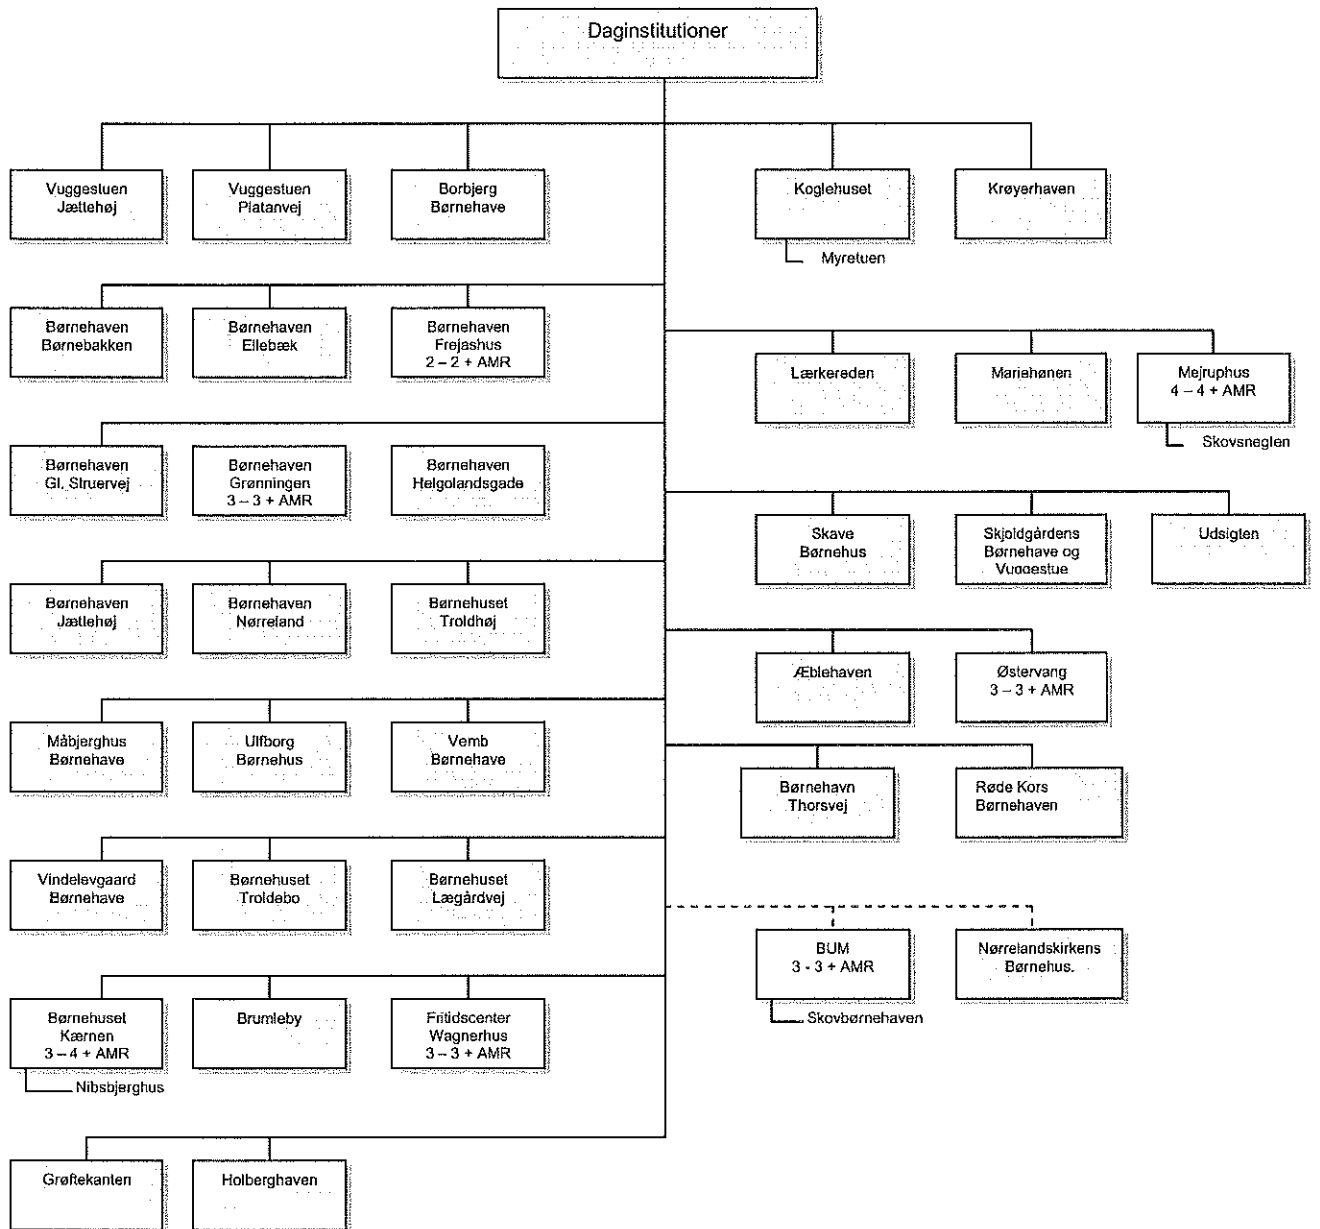 Daginstitutioner
Vuggestuen
Jættehøj
Vuggestuen
Platanvej
Borbjerg
Børnehave
Koglehuset
Myretuen
Krøyerhaven
Børnehaven
Børnebakken
Børnehaven
Ellebæk
Børnehaven
Frejashus
2 – 2 + AMR
Lærkereden
Mariehønen
Mejruphus
4 – 4 + AMR
Skovsneglen
Børnehaven
Gl. Struervej
Børnehaven
Grønningen
3 – 3 + AMR
Børnehaven
Helgolandsgade
Skave
Børnehus
Skjoldgårdens
Børnehave og
Vuggestue
Udsigten
Børnehaven
Jættehøj
Børnehaven
Nørreland
Børnehuset
Troldhøj
Æblehaven
Østervang
3 – 3 + AMR
Måbjerghus
Børnehave
Ulfborg
Børnehus
Vemb
Børnehave
Børnehavn
Thorsvej
Røde Kors
Børnehaven
Vindelevgaard
Børnehave
Børnehuset
Troldebo
Børnehuset
Lægårdvej
BUM
3 - 3 + AMR
Skovbørnehaven
Nørrelandskirkens
Børnehus.
Børnehuset
Kærnen
3 – 4 + AMR
Nibsbjerghus
Brumleby
Fritidscenter
Wagnerhus
3 – 3 + AMR
Grøftekanten
Holberghaven